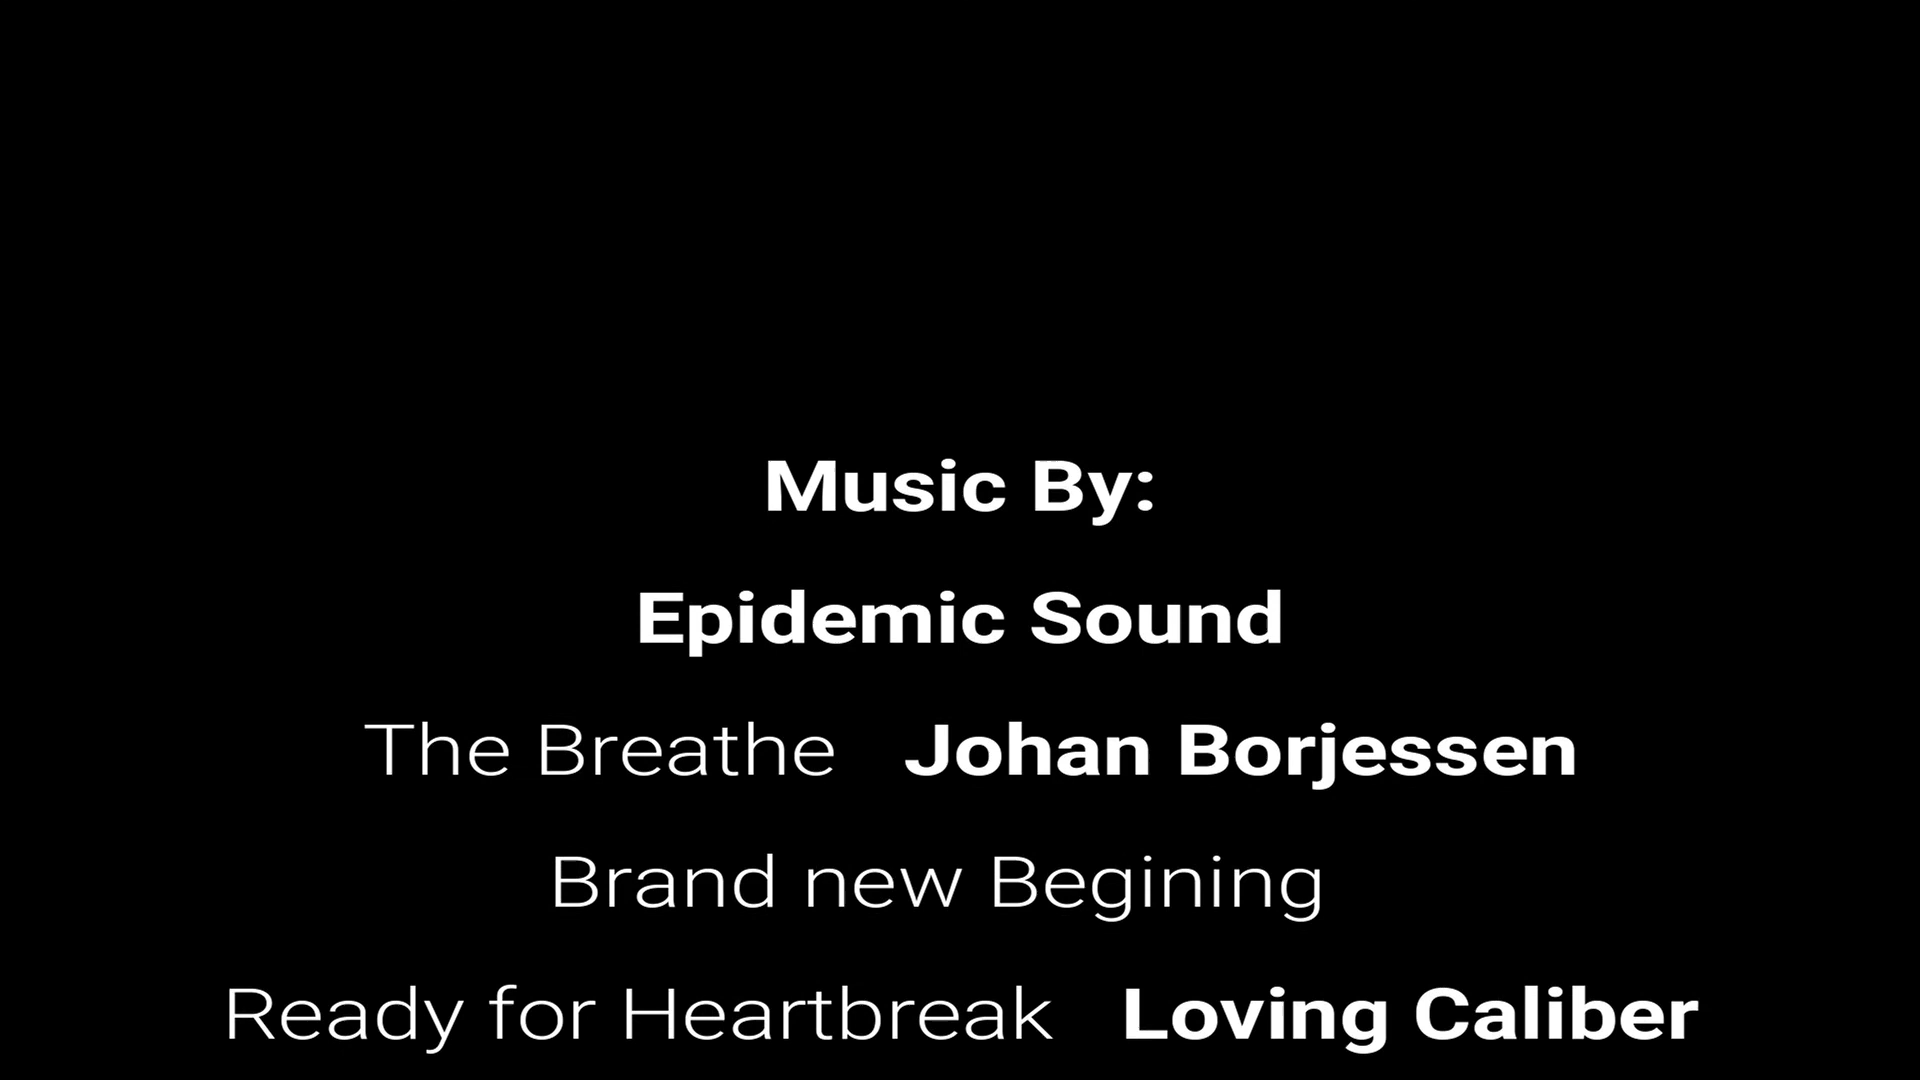 Music By:
Epidemic Sound
The Breathe Johan Borjessen
Brand new Begining
Ready for Heartbreak Loving Caliber